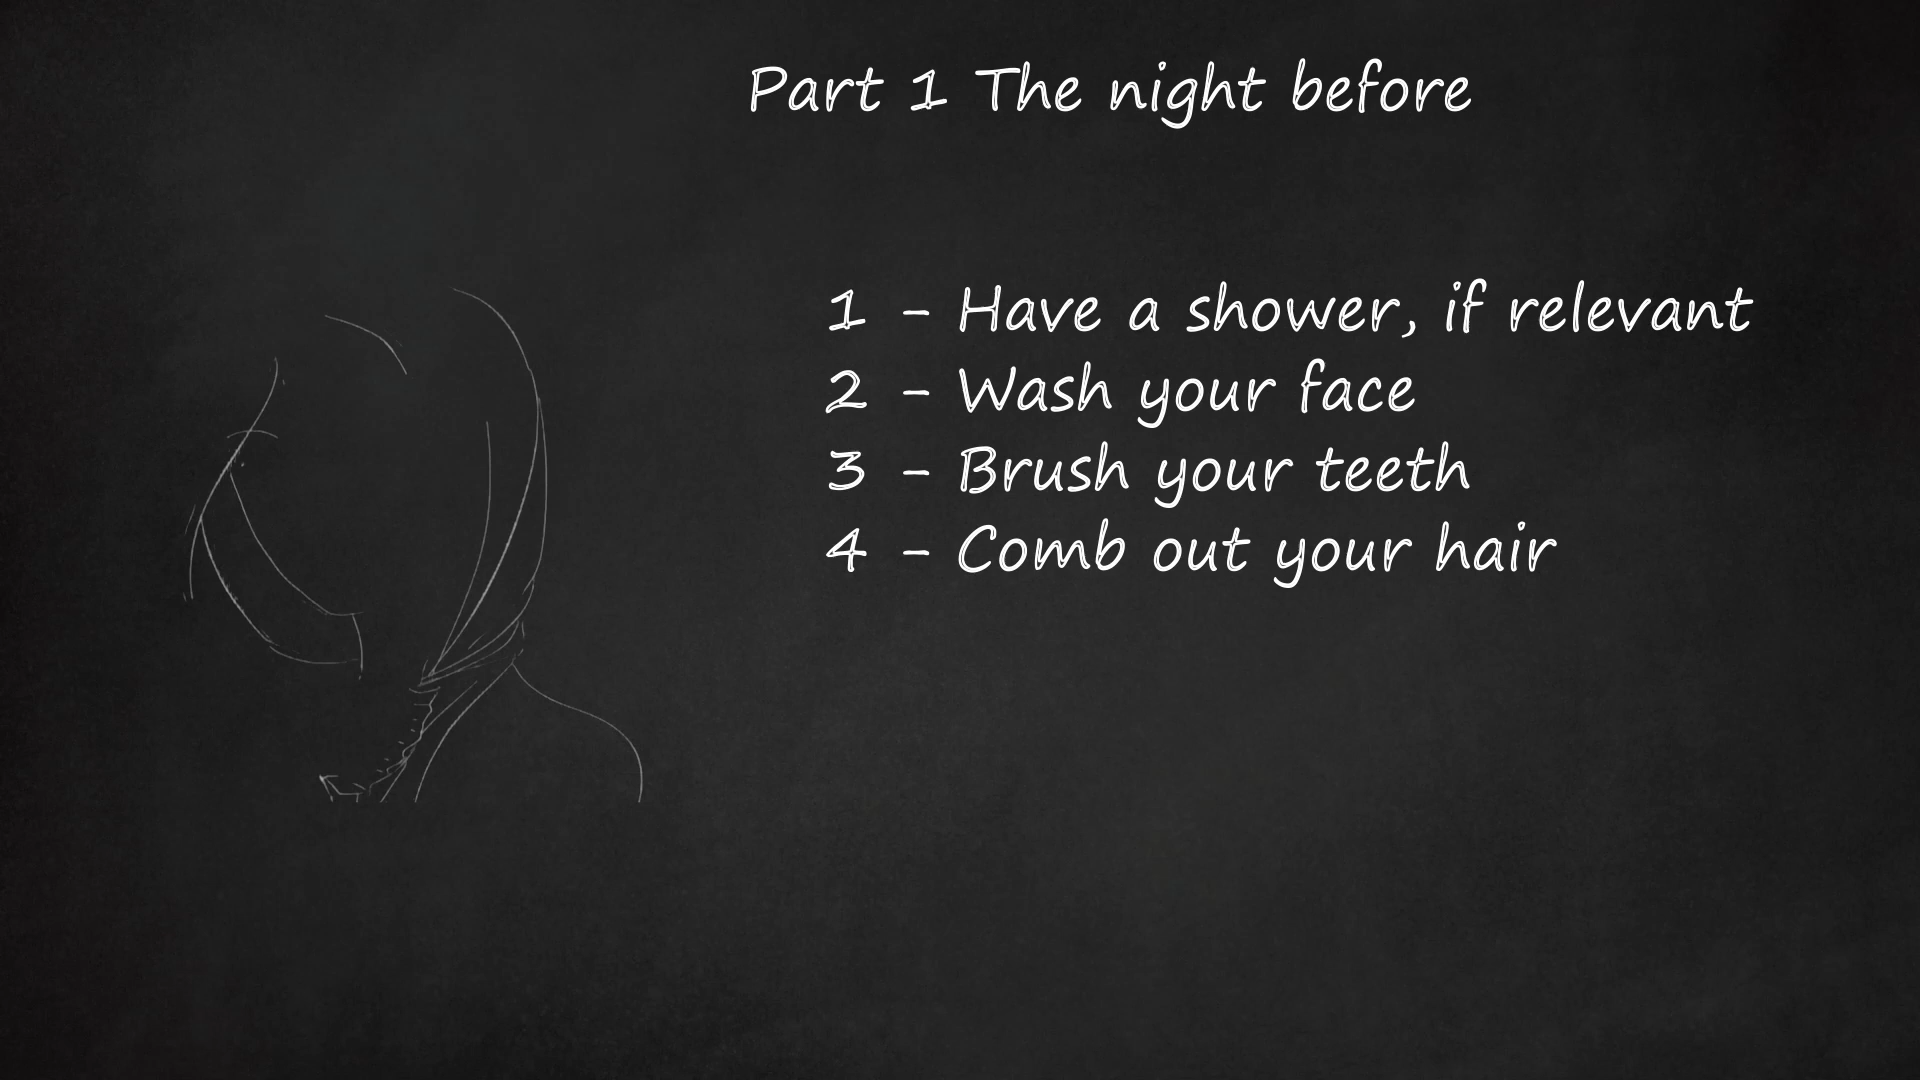 Part 1 The night before
1 - Have a shower, if relevant
2 - Wash your face
3 - Brush your teeth
4 - Comb out your hair